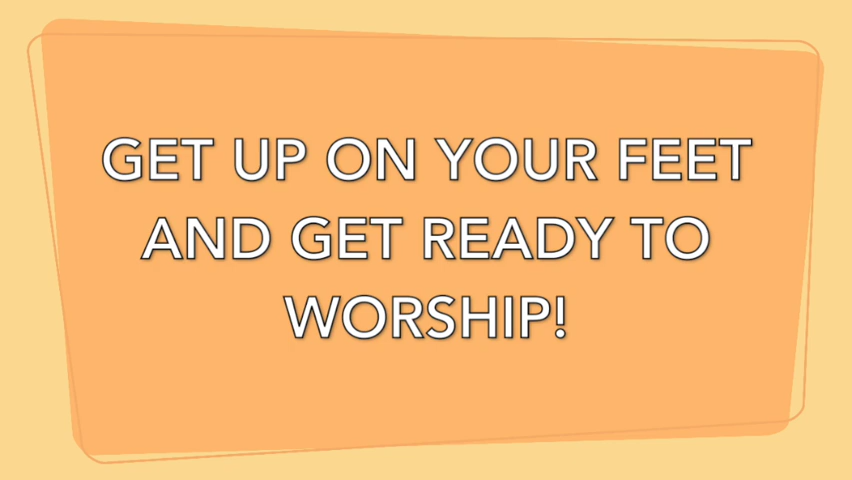 GET UP ON YOUR FEET
AND GET READY TO
WORSHIP!